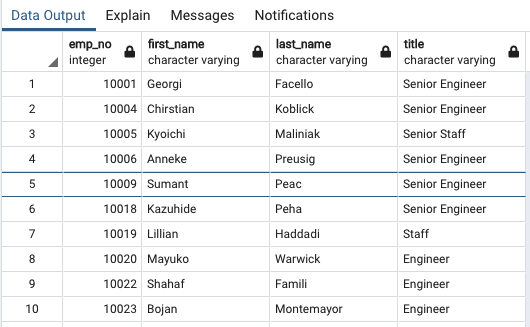 Data Output Explain Messages Notifications
emp_no first_name last_name title
integer character varying character varying character varying
1 10001 Georgi Facello Senior Engineer
2 10004 Chirstian Koblick Senior Engineer
3 10005 Kyoichi Maliniak Senior Staff
4 10006 Anneke Preusig Senior Engineer
5 10009 Sumant Peac Senior Engineer
6 10018 Kazuhide Peha Senior Engineer
7 10019 Lillian Haddadi Staff
8 10020 Mayuko Warwick Engineer
9 10022 Shahaf Famili Engineer
10 10023 Bojan Montemayor Engineer